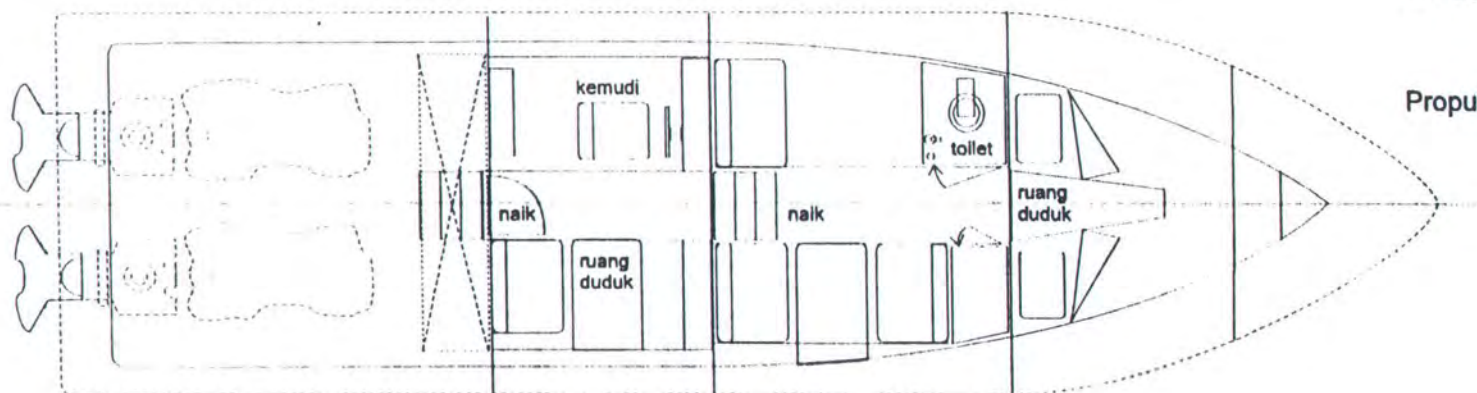 kemudi
Propu
toilet
naik
naik
ruang
duduk
ruang
duduk